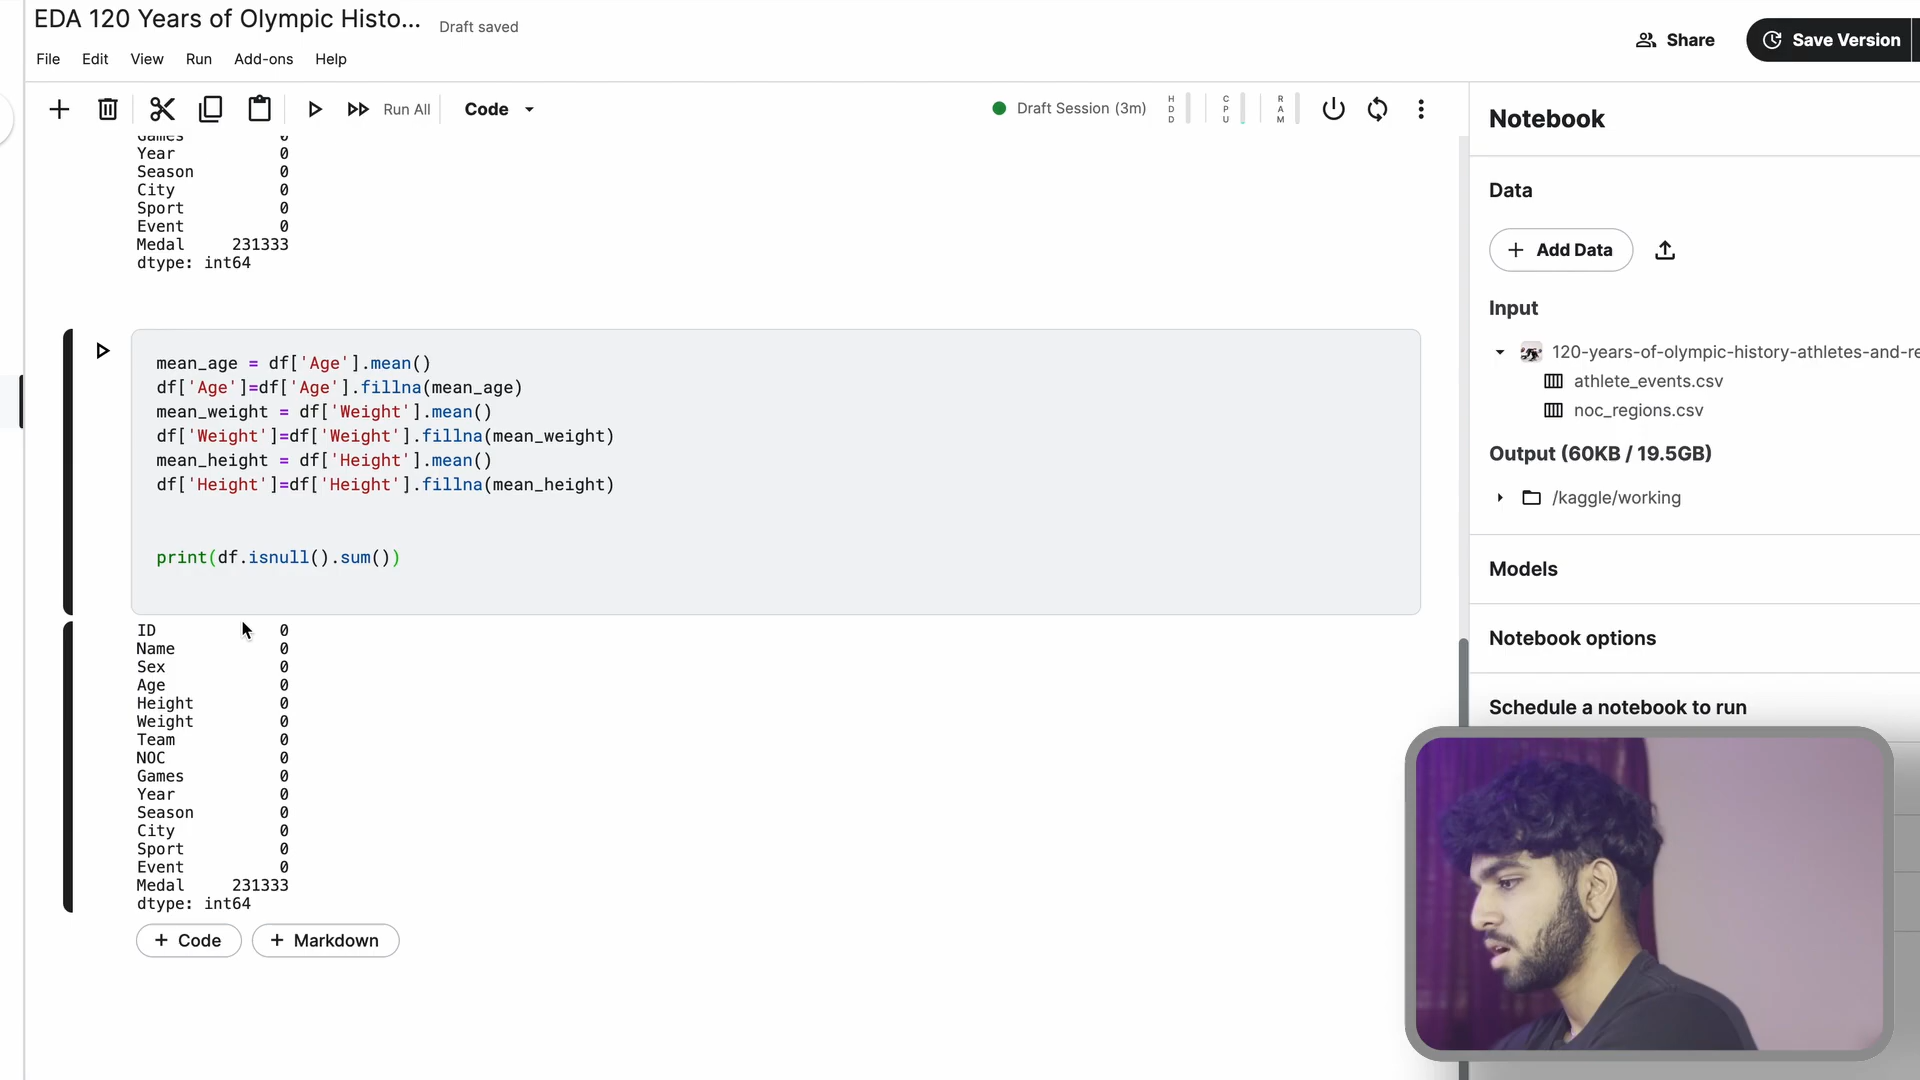 EDA 120 Years of Olympic Histo...
Draft saved
File Edit View Run Add-ons Help
Share
Save Version
Run All
Code
Draft Session (3m)
HDD
CPU
RAM
Games 0
Year 0
Season 0
City 0
Sport 0
Event 0
Medal 231333
dtype: int64
mean_age = df['Age'].mean()
df['Age']=df['Age'].fillna(mean_age)
mean_weight = df['Weight'].mean()
df['Weight']=df['Weight'].fillna(mean_weight)
mean_height = df['Height'].mean()
df['Height']=df['Height'].fillna(mean_height)
print(df.isnull().sum())
ID 0
Name 0
Sex 0
Age 0
Height 0
Weight 0
Team 0
NOC 0
Games 0
Year 0
Season 0
City 0
Sport 0
Event 0
Medal 231333
dtype: int64
+ Code
+ Markdown
Notebook
Data
+ Add Data
Input
120-years-of-olympic-history-athletes-and-re
athlete_events.csv
noc_regions.csv
Output (60KB / 19.5GB)
/kaggle/working
Models
Notebook options
Schedule a notebook to run